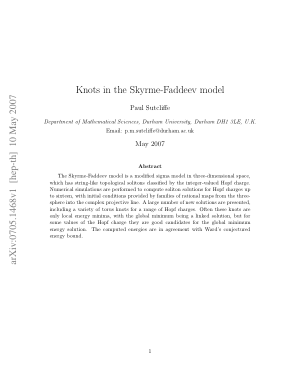 Knots in the Skyrme-Faddeev model
Paul Sutcliffe
Department of Mathematical Sciences, Durham University, Durham DH1 3LE, U.K.
Email: p.m.sutcliffe@durham.ac.uk
May 2007
Abstract
The Skyrme-Faddeev model is a modified sigma model in three-dimensional space,
which has string-like topological solitons classified by the integer-valued Hopf charge.
Numerical simulations are performed to compute soliton solutions for Hopf charges up
to sixteen, with initial conditions provided by families of rational maps from the three-
sphere into the complex projective line. A large number of new solutions are presented,
including a variety of torus knots for a range of Hopf charges. Often these knots are
only local energy minima, with the global minimum being a linked solution, but for
some values of the Hopf charge they are good candidates for the global minimum
energy solution. The computed energies are in agreement with Ward's conjectured
energy bound.
1
arXiv:0705.1468v1 [hep-th] 10 May 2007